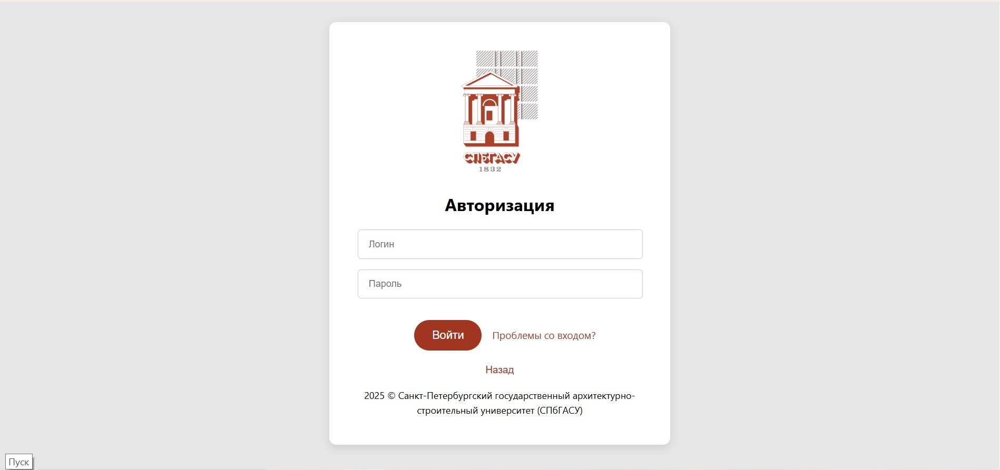 СПбГАСУ
1832
Авторизация
Логин
Пароль
Войти
Проблемы со входом?
Назад
2025 © Санкт-Петербургский государственный архитектурно-
строительный университет (СПбГАСУ)
Пуск